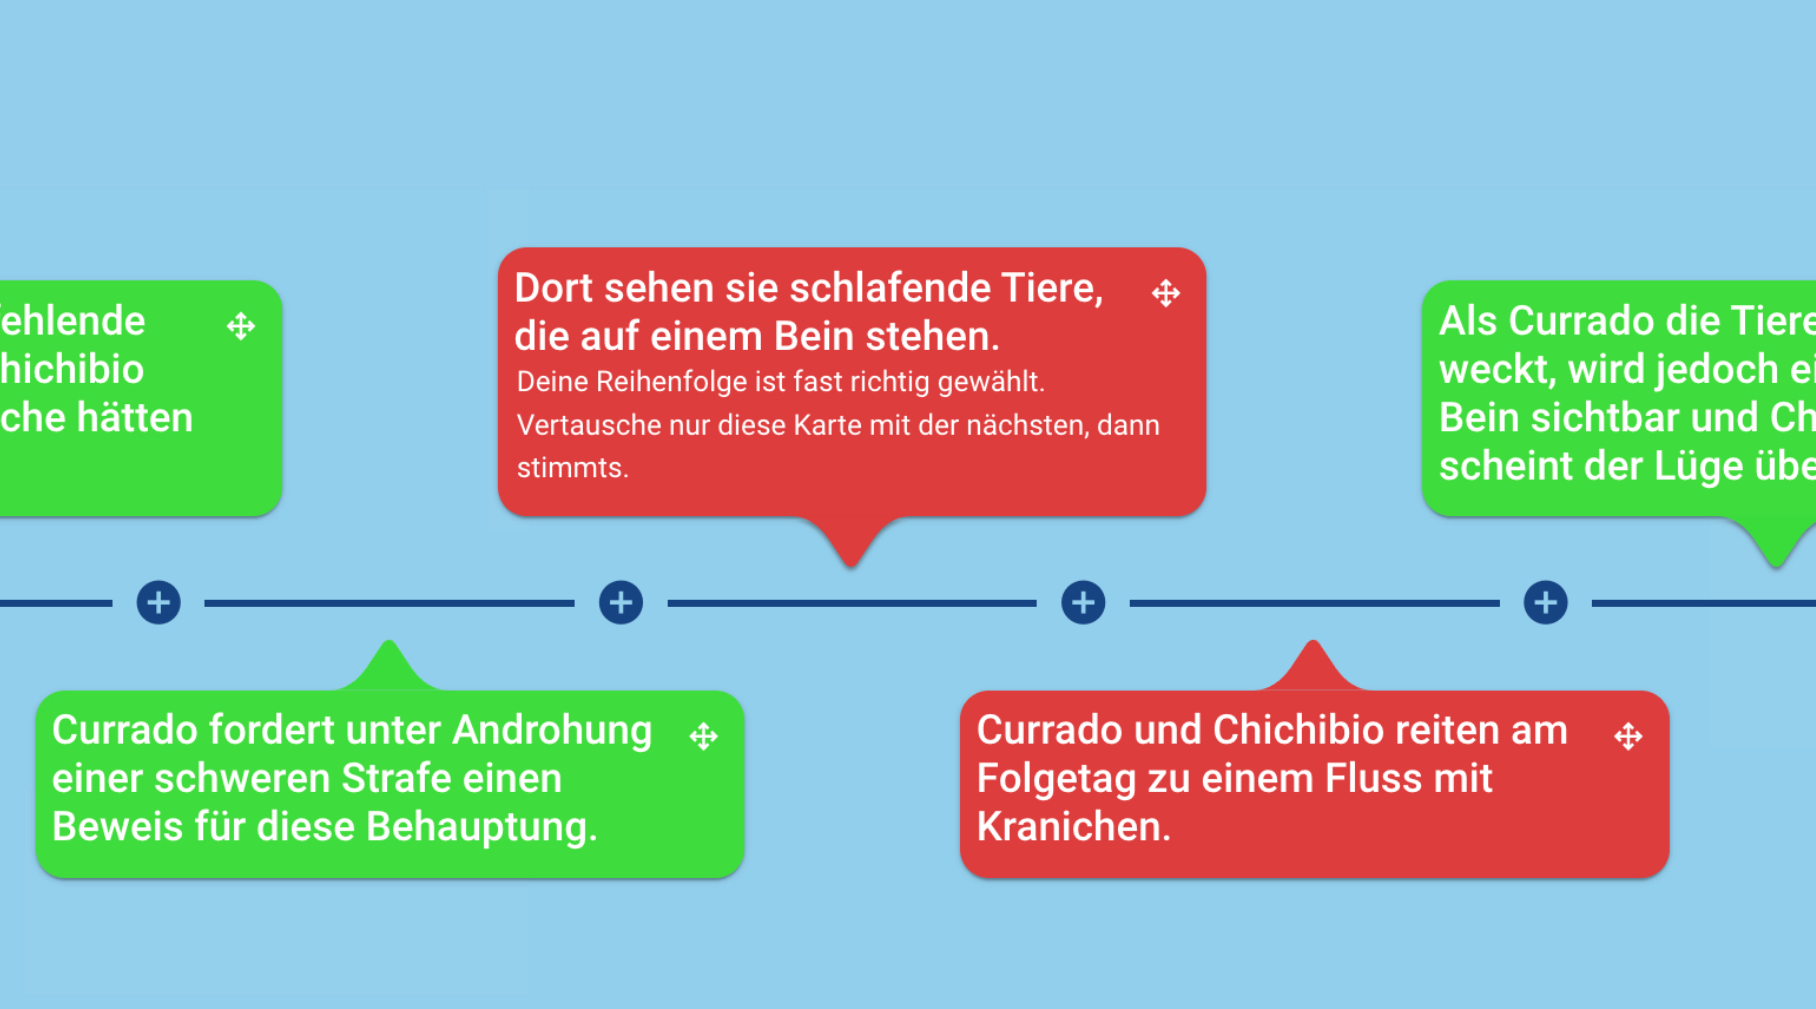 fehlende
hichibio
che hätten
Currado fordert unter Androhung
einer schweren Strafe einen
Beweis für diese Behauptung.
Dort sehen sie schlafende Tiere,
die auf einem Bein stehen.
Deine Reihenfolge ist fast richtig gewählt.
Vertausche nur diese Karte mit der nächsten, dann
stimmts.
Currado und Chichibio reiten am
Folgetag zu einem Fluss mit
Kranichen.
Als Currado die Tiere
weckt, wird jedoch ei
Bein sichtbar und Ch
scheint der Lüge übe